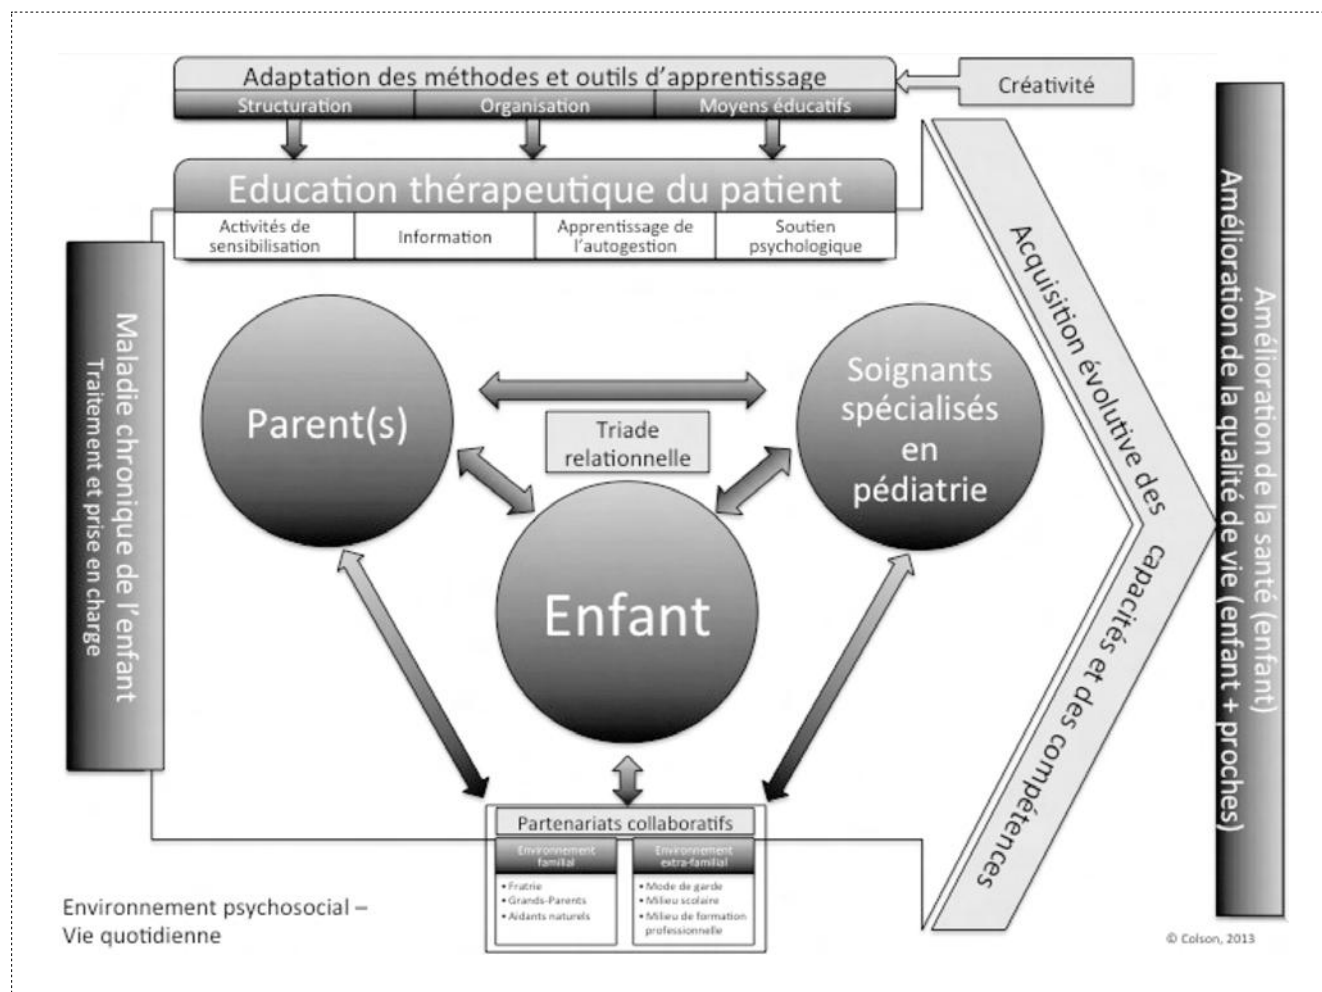 Adaptation des méthodes et outils d'apprentissage
Créativité
Structuration
Organisation
Moyens éducatifs
Education thérapeutique du patient
Activités de
sensibilisation
Information
Apprentissage de
l'autogestion
Soutien
psychologique
Maladie chronique de l'enfant
Traitement et prise en charge
Parent(s)
Triade
relationnelle
Soignants
spécialisés
en
pédiatrie
Enfant
Acquisition évolutive des
capacités et des compétences
Amélioration de la santé (enfant)
Amélioration de la qualité de vie (enfant + proches)
Partenariats collaboratifs
Environnement
familial
• Fratrie
• Grands-Parents
• Aidants naturels
Environnement
extra-familial
• Mode de garde
• Milieu scolaire
• Milieu de formation
professionnelle
Environnement psychosocial –
Vie quotidienne
© Colson, 2013